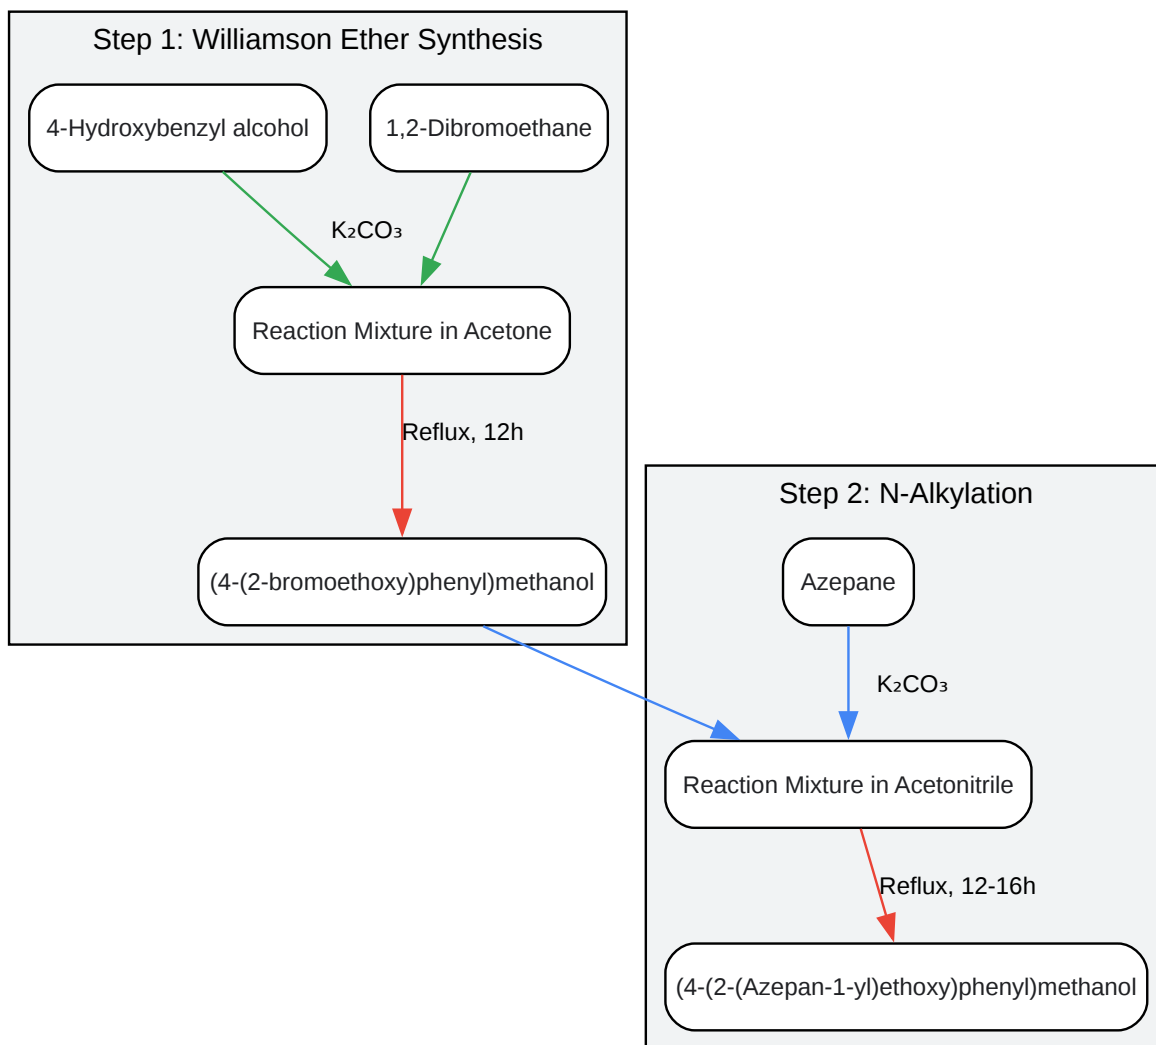 Step 1: Williamson Ether Synthesis
4-Hydroxybenzyl alcohol
1,2-Dibromoethane
K₂CO₃
Reaction Mixture in Acetone
Reflux, 12h
(4-(2-bromoethoxy)phenyl)methanol
Step 2: N-Alkylation
Azepane
K₂CO₃
Reaction Mixture in Acetonitrile
Reflux, 12-16h
(4-(2-(Azepan-1-yl)ethoxy)phenyl)methanol